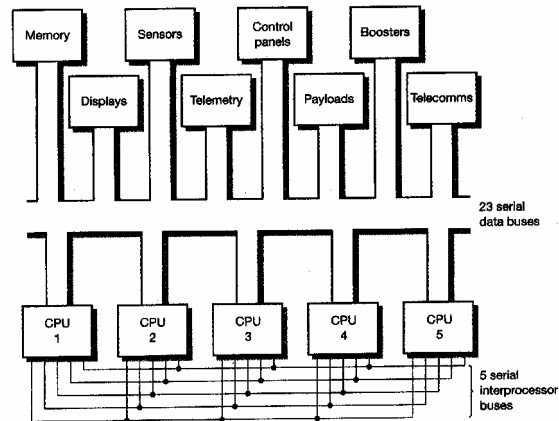 Memory
Sensors
Control
panels
Boosters
Displays
Telemetry
Payloads
Telecomms
23 serial
data buses
CPU
1
CPU
2
CPU
3
CPU
4
CPU
5
5 serial
interprocessor
buses